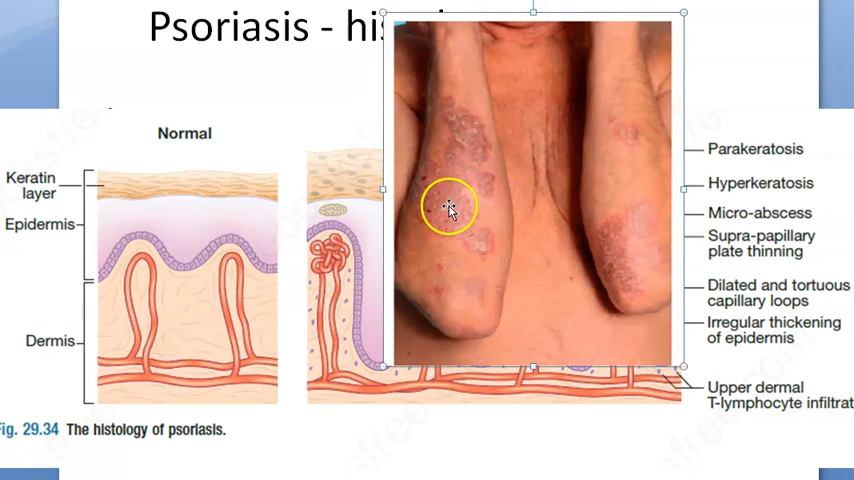 Psoriasis -
Normal
Keratin
layer
Epidermis
Dermis
Parakeratosis
Hyperkeratosis
Micro-abscess
Supra-papillary
plate thinning
Dilated and tortuous
capillary loops
Irregular thickening
of epidermis
Upper dermal
T-lymphocyte infiltrat
Fig. 29.34 The histology of psoriasis.